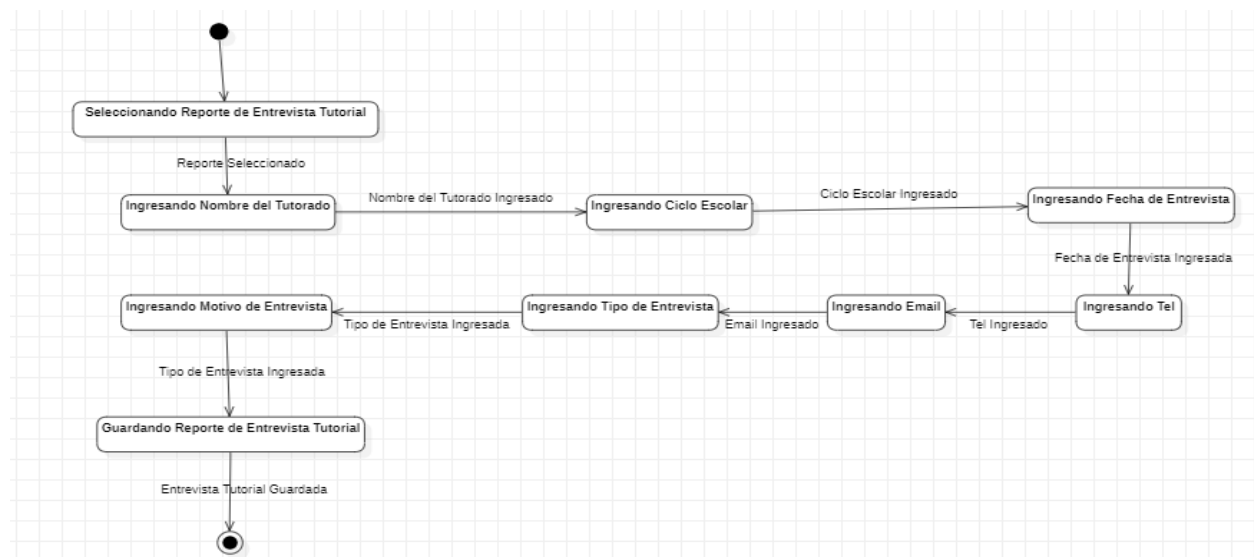 Seleccionando Reporte de Entrevista Tutorial
Reporte Seleccionado
Ingresando Nombre del Tutorado
Nombre del Tutorado Ingresado
Ingresando Ciclo Escolar
Ciclo Escolar Ingresado
Ingresando Fecha de Entrevista
Fecha de Entrevista Ingresada
Ingresando Tel
Tel Ingresado
Ingresando Email
Email Ingresado
Ingresando Tipo de Entrevista
Tipo de Entrevista Ingresada
Ingresando Motivo de Entrevista
Tipo de Entrevista Ingresada
Guardando Reporte de Entrevista Tutorial
Entrevista Tutorial Guardada